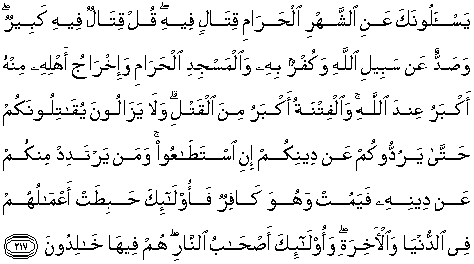 يَسْـَٔلُونَكَ عَنِ ٱلشَّهْرِ ٱلْحَرَامِ قِتَالٍ فِيهِ ۖ قُلْ قِتَالٌ فِيهِ كَبِيرٌ ۖ
وَصَدٌّ عَن سَبِيلِ ٱللَّهِ وَكُفْرٌۢ بِهِۦ وَٱلْمَسْجِدِ ٱلْحَرَامِ وَإِخْرَاجُ أَهْلِهِۦ مِنْهُ
أَكْبَرُ عِندَ ٱللَّهِ ۚ وَٱلْفِتْنَةُ أَكْبَرُ مِنَ ٱلْقَتْلِ ۗ وَلَا يَزَالُونَ يُقَـٰتِلُونَكُمْ
حَتَّىٰ يَرُدُّوكُمْ عَن دِينِكُمْ إِنِ ٱسْتَطَـٰعُوا۟ ۚ وَمَن يَرْتَدِدْ مِنكُمْ
عَن دِينِهِۦ فَيَمُتْ وَهُوَ كَافِرٌ فَأُو۟لَـٰٓئِكَ حَبِطَتْ أَعْمَـٰلُهُمْ
فِى ٱلدُّنْيَا وَٱلْـَٔاخِرَةِ ۖ وَأُو۟لَـٰٓئِكَ أَصْحَـٰبُ ٱلنَّارِ ۖ هُمْ فِيهَا خَـٰلِدُونَ ٢١٧